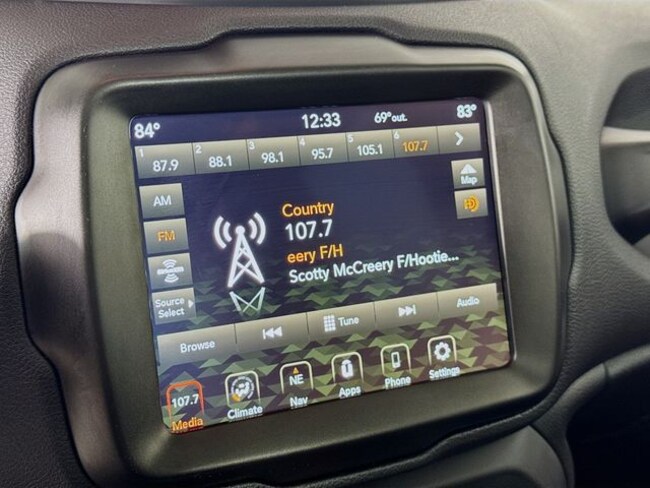 84° 12:33 69°out. 83°
1 87.9 2 88.1 3 98.1 4 95.7 5 105.1 6 107.7
AM
Map
FM
Country
107.7
eery F/H
Scotty McCreery F/Hootie...
Source
Select
Browse Tune Audio
107.7 NE
Media Climate Nav Apps Phone Settings